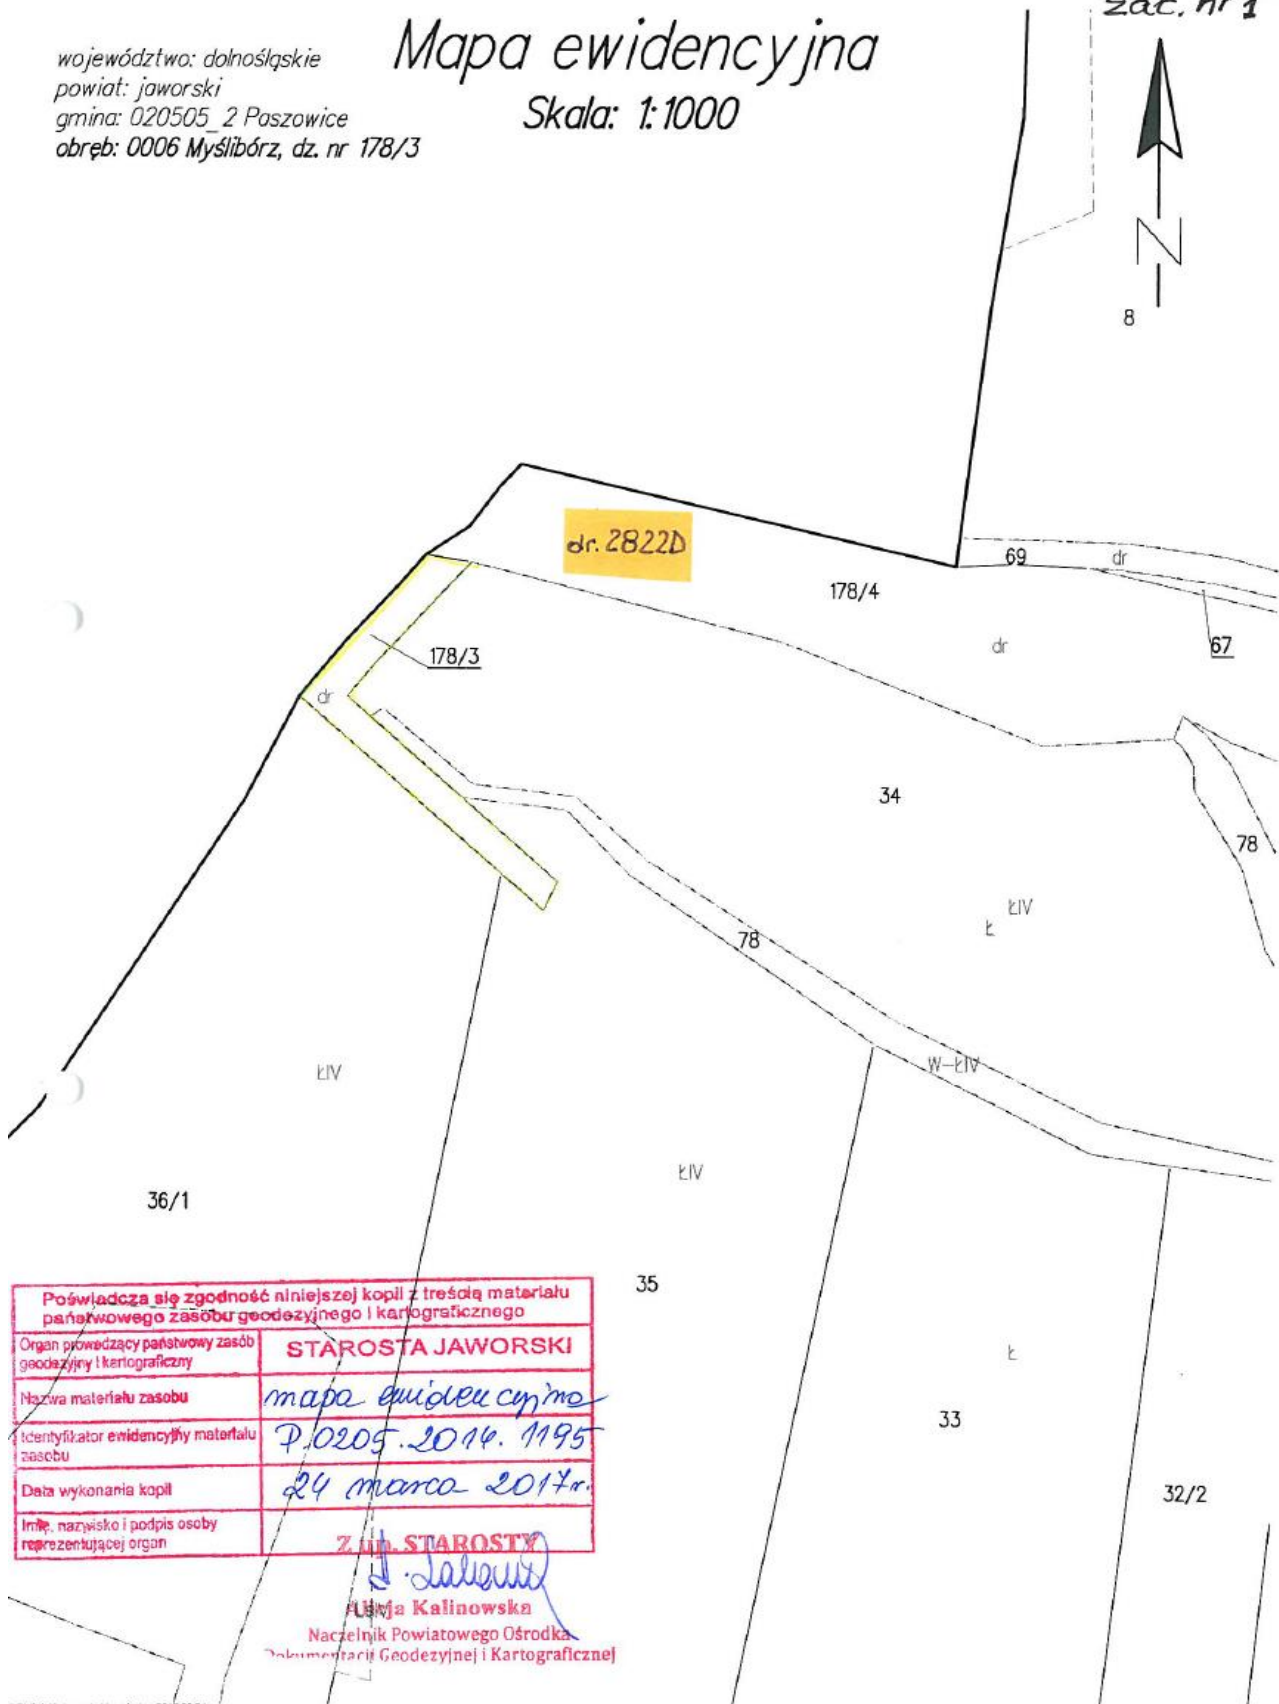 zał. nr 1
Mapa ewidencyjna
Skala: 1:1000
województwo: dolnośląskie
powiat: jaworski
gmina: 020505_2 Paszowice
obręb: 0006 Myślibórz, dz. nr 178/3
N
8
dr. 2822D
69
dr
178/4
178/3
dr
67
dr
34
78
ŁIV
Ł
78
W-ŁIV
ŁIV
ŁIV
36/1
35
Ł
33
32/2
Poświadcza się zgodność niniejszej kopii z treścią materiału
państwowego zasobu geodezyjnego i kartograficznego
Organ prowadzący państwowy zasób
geodezyjny i kartograficzny
STAROSTA JAWORSKI
Nazwa materiału zasobu
mapa ewidencyjna
Identyfikator ewidencyjny materiału
zasobu
P.0205.2014.1195
Data wykonania kopii
24 marca 2017r.
Imię, nazwisko i podpis osoby
reprezentującej organ
Z up. STAROSTY
Alicja Kalinowska
Naczelnik Powiatowego Ośrodka
Dokumentacji Geodezyjnej i Kartograficznej